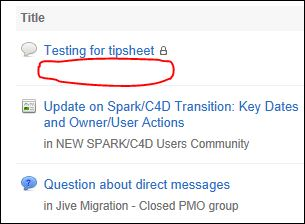 Title
Testing for tipsheet
Update on Spark/C4D Transition: Key Dates
and Owner/User Actions
in NEW SPARK/C4D Users Community
Question about direct messages
in Jive Migration - Closed PMO group